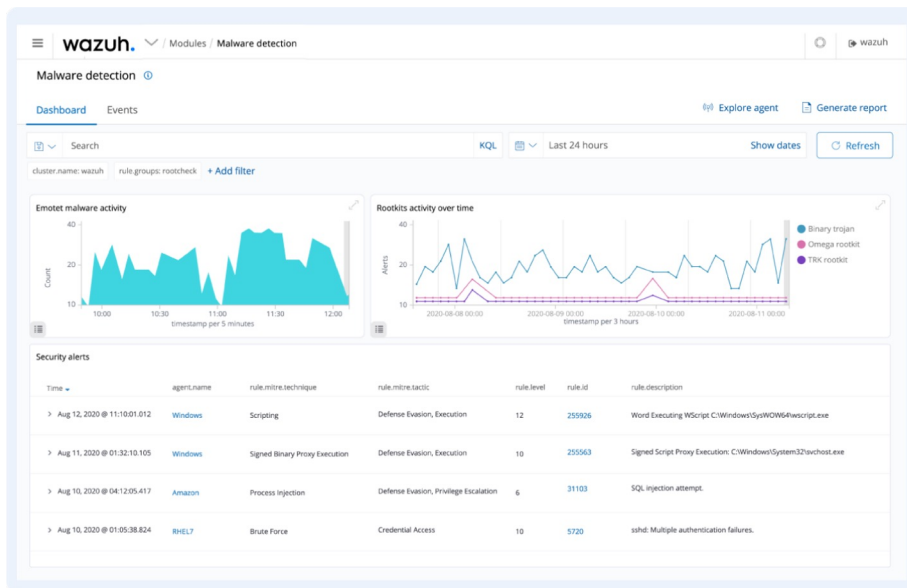 wazuh. / Modules / Malware detection wazuh
Malware detection
Dashboard Events Explore agent Generate report
Search KQL Last 24 hours Show dates Refresh
cluster.name: wazuh rule.groups: rootcheck + Add filter
Emotet malware activity
40
20
10
Count
10:00 10:30 11:00 11:30 12:00
timestamp per 5 minutes
Rootkits activity over time
40
20
10
Alerts
2020-08-08 00:00 2020-08-09 00:00 2020-08-10 00:00 2020-08-11 00:00
timestamp per 3 hours
Binary trojan
Omega rootkit
TRK rootkit
Security alerts
Time agent.name rule.mitre.technique rule.mitre.tactic rule.level rule.id rule.description
Aug 12, 2020 @ 11:10:01.012 Windows Scripting Defense Evasion, Execution 12 255926 Word Executing WScript C:\Windows\SysWOW64\wscript.exe
Aug 11, 2020 @ 01:32:10.105 Windows Signed Binary Proxy Execution Defense Evasion, Execution 10 255563 Signed Script Proxy Execution: C:\Windows\System32\svchost.exe
Aug 10, 2020 @ 04:12:05.417 Amazon Process Injection Defense Evasion, Privilege Escalation 6 31103 SQL injection attempt.
Aug 10, 2020 @ 01:05:38.824 RHEL7 Brute Force Credential Access 10 5720 sshd: Multiple authentication failures.